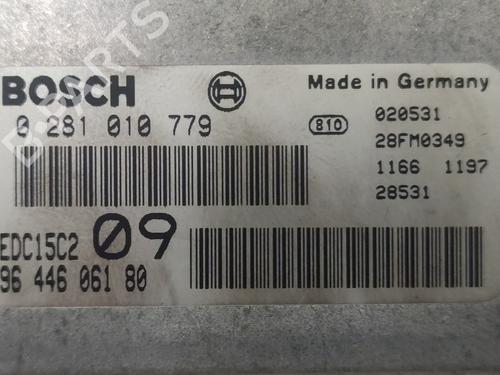 BOSCH
Made in Germany
0 281 010 779
810
020531
28FM0349
1166 1197
28531
EDC15C2 09
96 446 061 80
B-PARTS